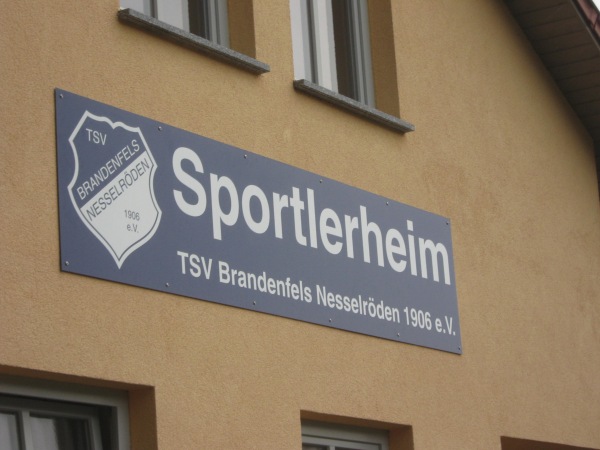 TSV
BRANDENFELS
NESSELRÖDEN
1906
e.V.
Sportlerheim
TSV Brandenfels Nesselröden 1906 e.V.